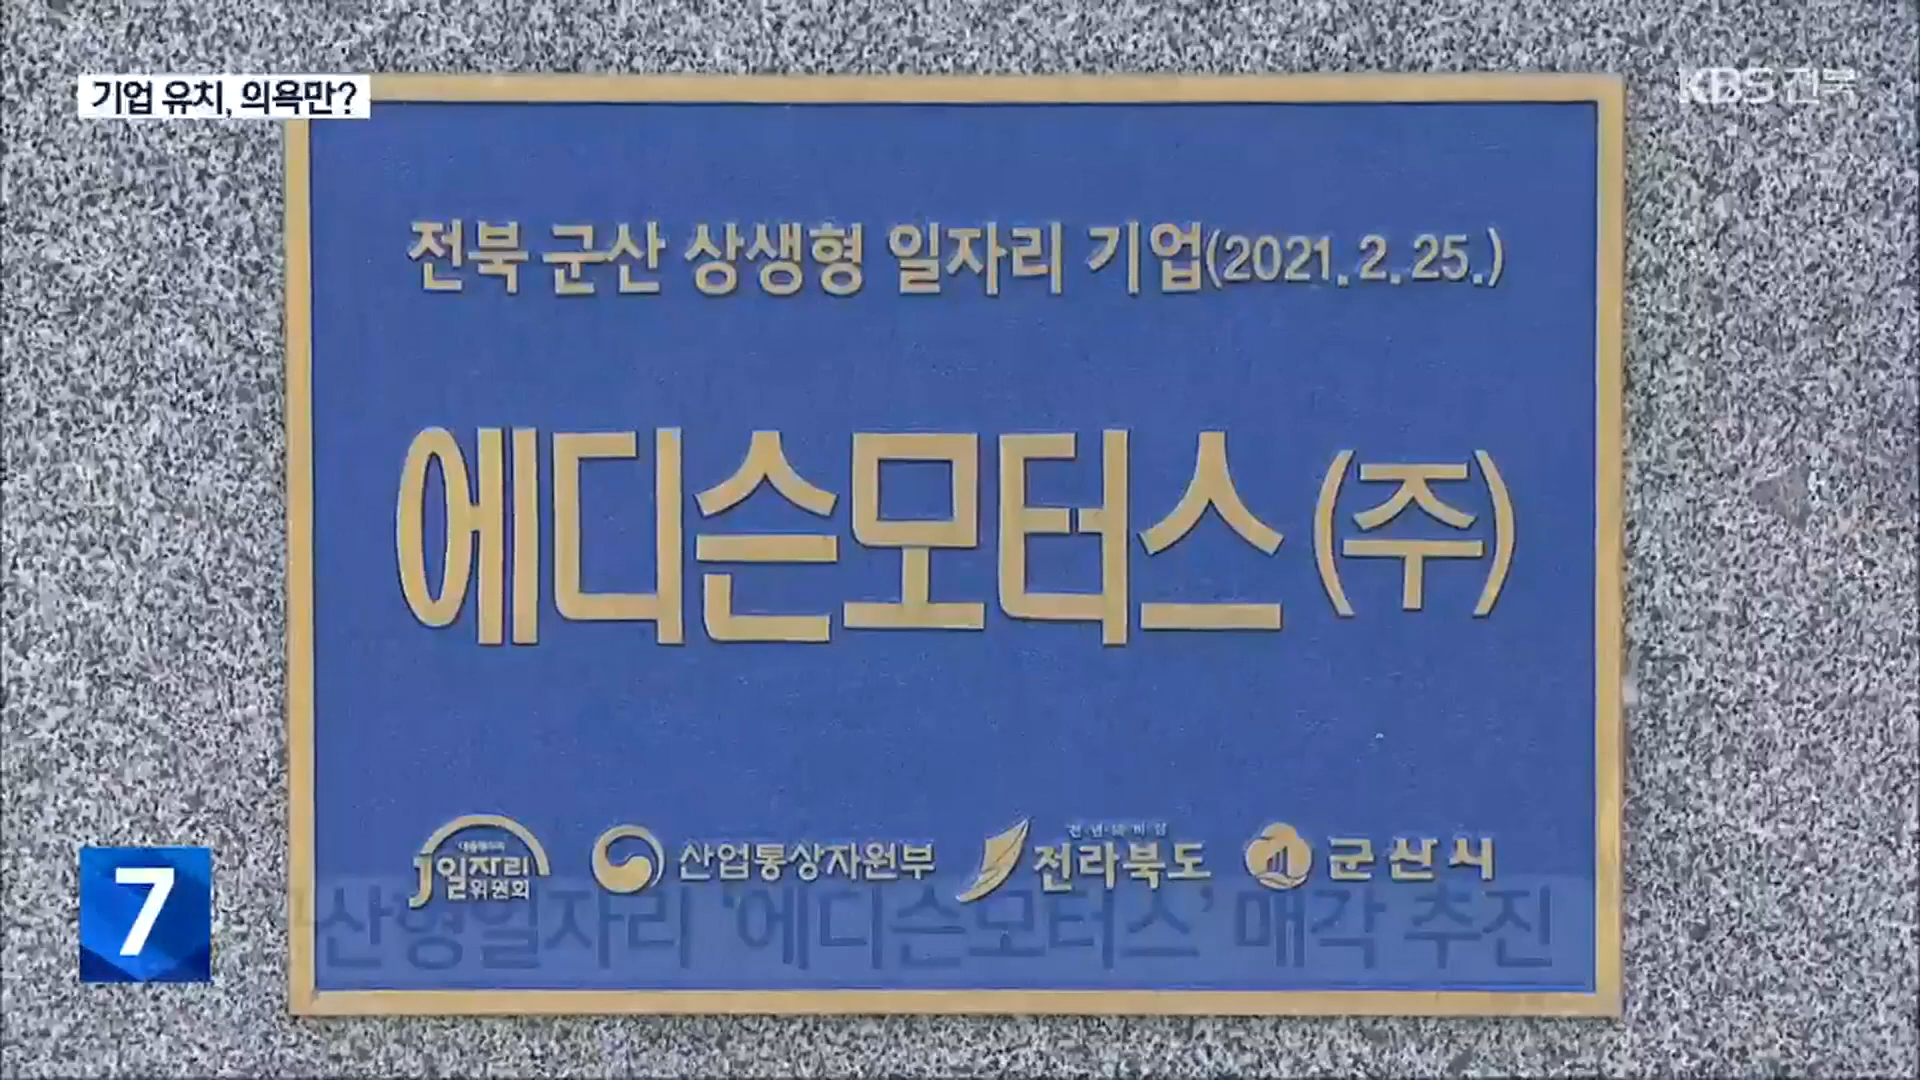 기업 유치, 의욕만?
KBS 전북
전북 군산 상생형 일자리 기업(2021.2.25.)
에디슨모터스(주)
일자리
위원회
산업통상자원부
전라북도
군산시
산형일자리 '에디슨모터스' 매각 추진
7